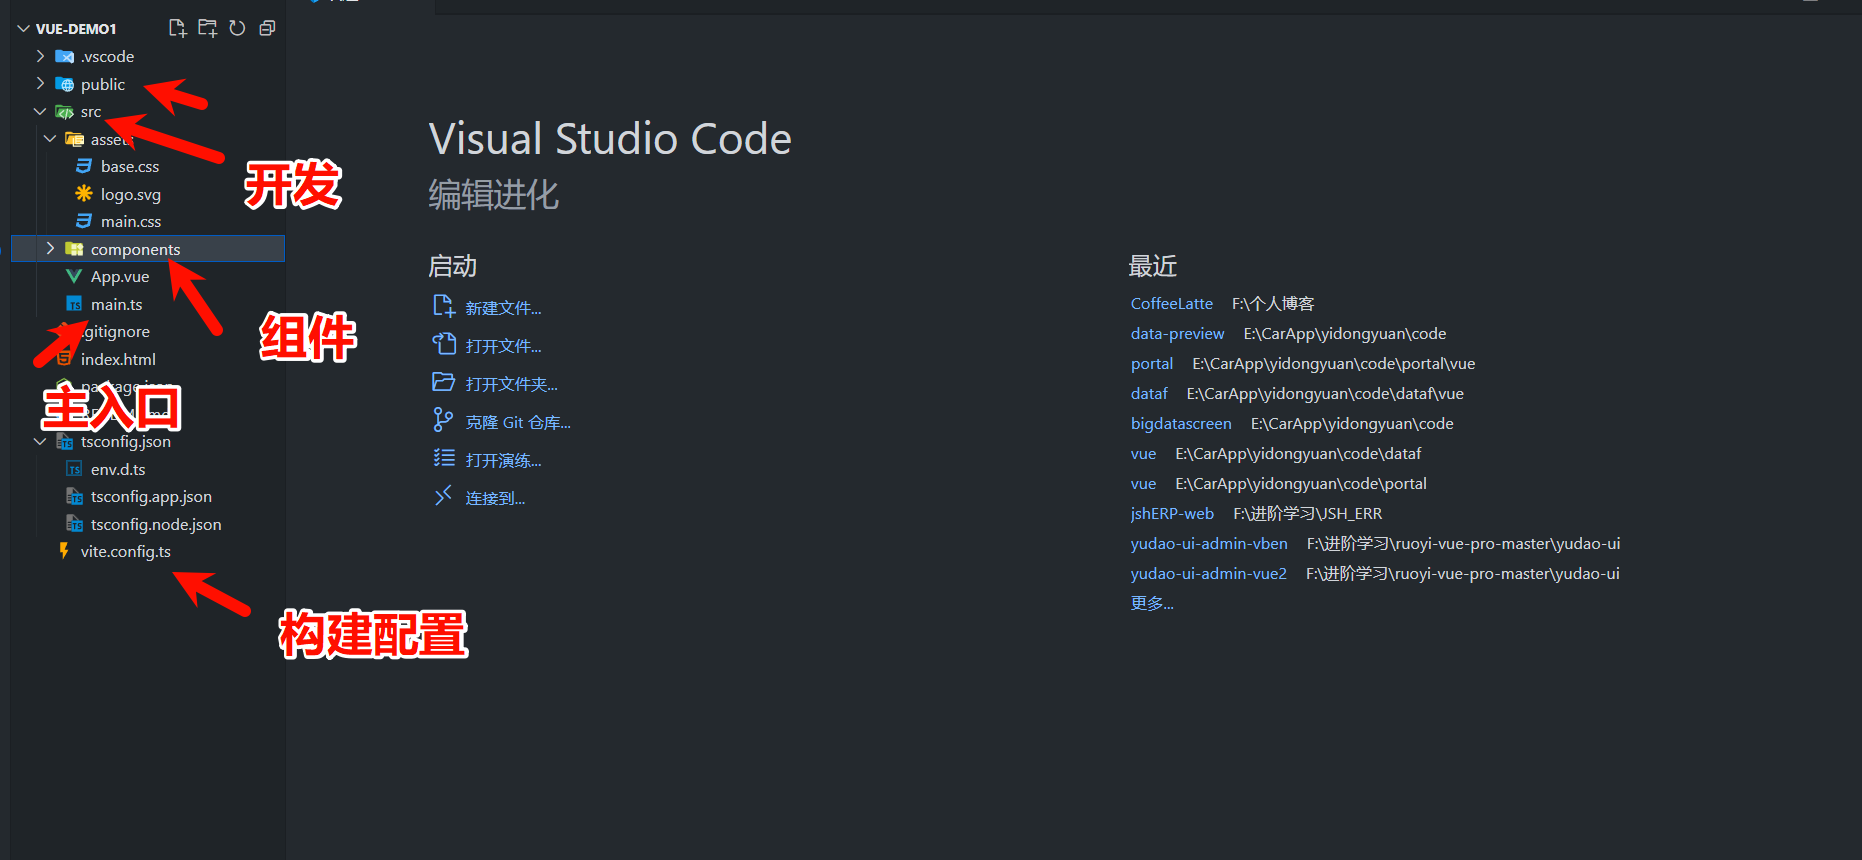 VUE-DEMO1
.vscode
public
src
assets
base.css
logo.svg
main.css
components
App.vue
main.ts
.gitignore
index.html
package.json
tsconfig.json
env.d.ts
tsconfig.app.json
tsconfig.node.json
vite.config.ts
开发
组件
主入口
构建配置
Visual Studio Code
编辑进化
启动
新建文件...
打开文件...
打开文件夹...
克隆 Git 仓库...
打开演练...
连接到...
最近
CoffeeLatte F:\个人博客
data-preview E:\CarApp\yidongyuan\code
portal E:\CarApp\yidongyuan\code\portal\vue
dataf E:\CarApp\yidongyuan\code\dataf\vue
bigdatascreen E:\CarApp\yidongyuan\code
vue E:\CarApp\yidongyuan\code\dataf
vue E:\CarApp\yidongyuan\code\portal
jshERP-web F:\进阶学习\JSH_ERR
yudao-ui-admin-vben F:\进阶学习\ruoyi-vue-pro-master\yudao-ui
yudao-ui-admin-vue2 F:\进阶学习\ruoyi-vue-pro-master\yudao-ui
更多...